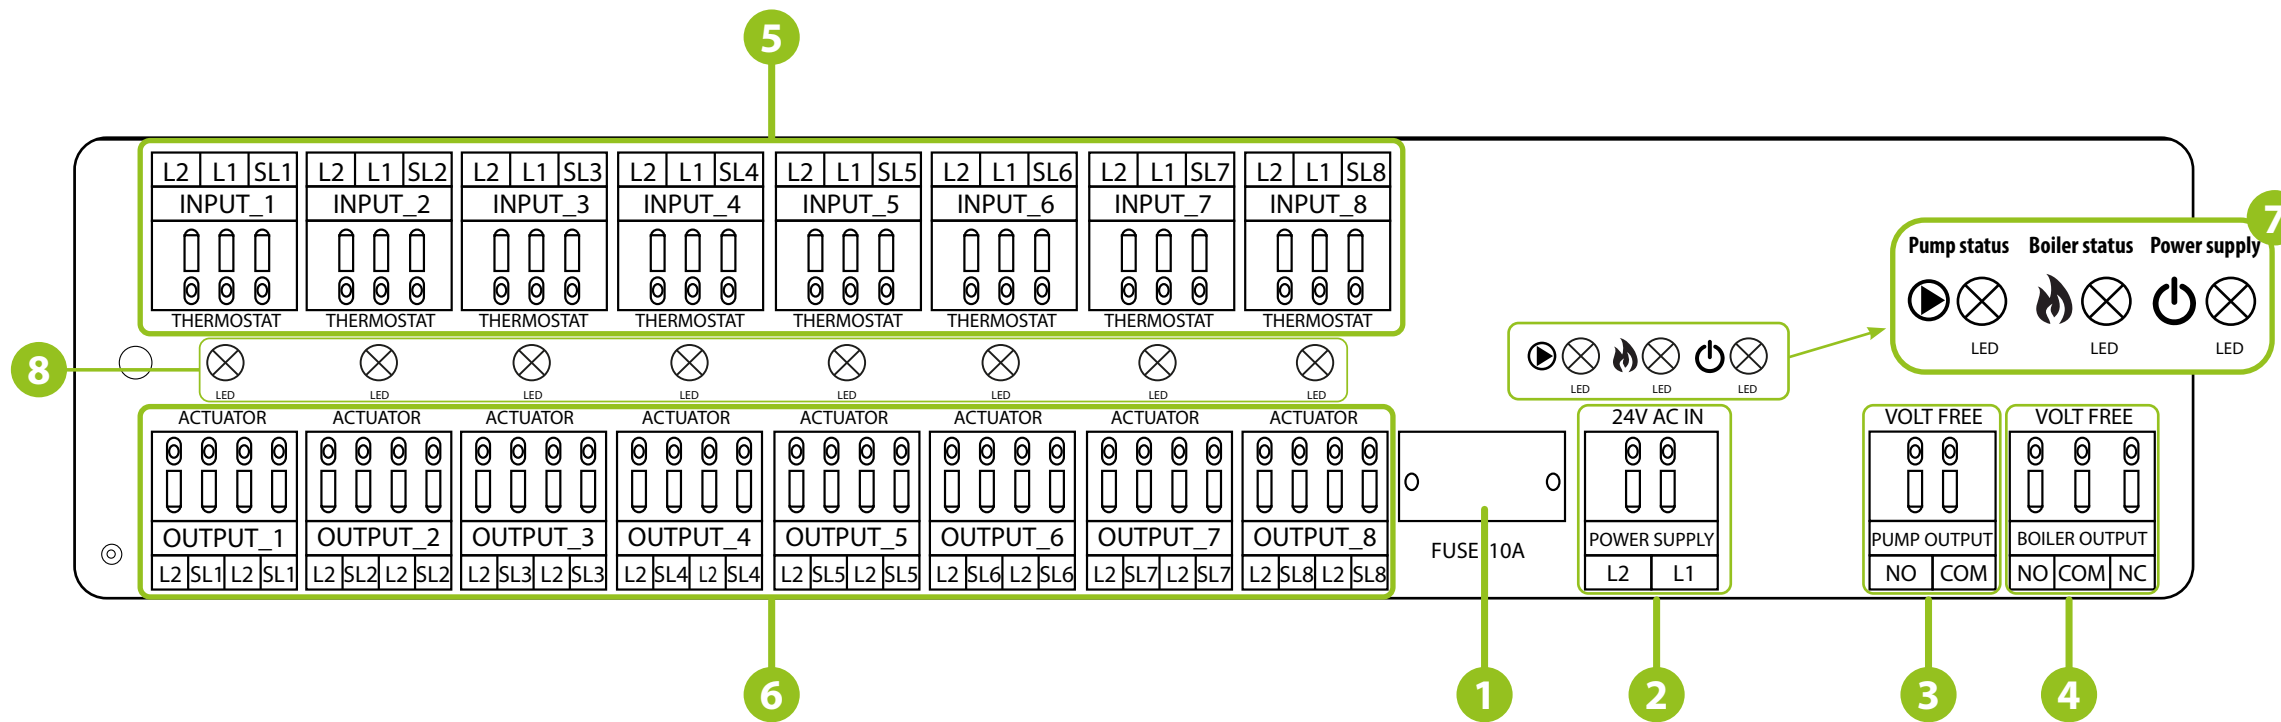 5
L2 L1 SL1 L2 L1 SL2 L2 L1 SL3 L2 L1 SL4 L2 L1 SL5 L2 L1 SL6 L2 L1 SL7 L2 L1 SL8
INPUT_1 INPUT_2 INPUT_3 INPUT_4 INPUT_5 INPUT_6 INPUT_7 INPUT_8
THERMOSTAT THERMOSTAT THERMOSTAT THERMOSTAT THERMOSTAT THERMOSTAT THERMOSTAT THERMOSTAT
7
Pump status Boiler status Power supply
LED LED LED
8
LED LED LED LED LED LED LED LED
LED LED LED
ACTUATOR ACTUATOR ACTUATOR ACTUATOR ACTUATOR ACTUATOR ACTUATOR ACTUATOR
24V AC IN
VOLT FREE VOLT FREE
OUTPUT_1 OUTPUT_2 OUTPUT_3 OUTPUT_4 OUTPUT_5 OUTPUT_6 OUTPUT_7 OUTPUT_8
L2 SL1 L2 SL1 L2 SL2 L2 SL2 L2 SL3 L2 SL3 L2 SL4 L2 SL4 L2 SL5 L2 SL5 L2 SL6 L2 SL6 L2 SL7 L2 SL7 L2 SL8 L2 SL8
FUSE 10A
POWER SUPPLY
L2 L1
PUMP OUTPUT
NO COM
BOILER OUTPUT
NO COM NC
6 1 2 3 4